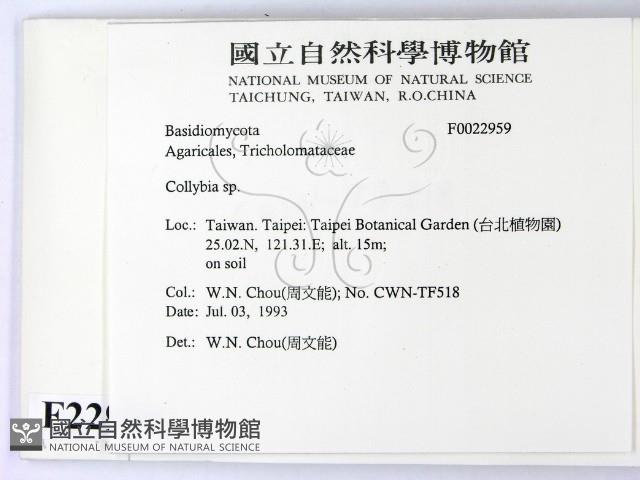 國立自然科學博物館
NATIONAL MUSEUM OF NATURAL SCIENCE
TAICHUNG, TAIWAN, R.O.CHINA
Basidiomycota F0022959
Agaricales, Tricholomataceae
Collybia sp.
Loc.: Taiwan. Taipei: Taipei Botanical Garden (台北植物園)
25.02.N, 121.31.E; alt. 15m;
on soil
Col.: W.N. Chou(周文能); No. CWN-TF518
Date: Jul. 03, 1993
Det.: W.N. Chou(周文能)
國立自然科學博物館
NATIONAL MUSEUM OF NATURAL SCIENCE